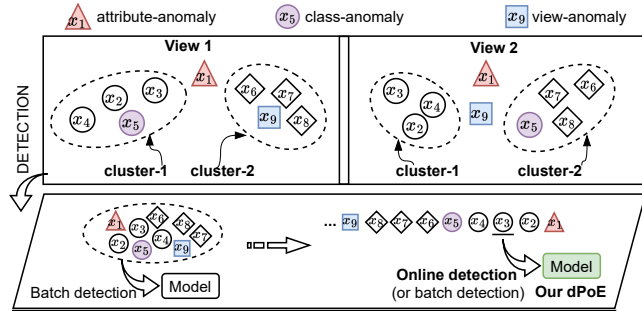 x₁ attribute-anomaly x₅ class-anomaly x₉ view-anomaly
View 1
View 2
x₂ x₃ x₄ x₅
x₁
x₆ x₇ x₉ x₈
x₃ x₄ x₂
x₁
x₉
x₇ x₆ x₅ x₈
cluster-1 cluster-2
cluster-1 cluster-2
DETECTION
x₁ x₃ x₆ x₈ x₂ x₅ x₄ x₉ x₇
... x₉ x₈ x₇ x₆ x₅ x₄ x₃ x₂ x₁
Batch detection
Model
Online detection
(or batch detection)
Model
Our dPoE